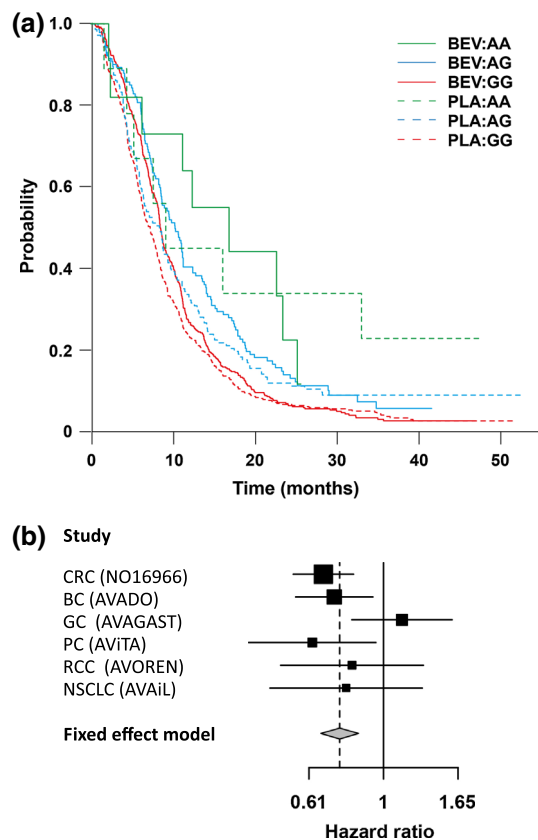 (a)
1.0
0.8
0.6
0.4
0.2
0
Probability
0
10
20
30
40
50
Time (months)
BEV:AA
BEV:AG
BEV:GG
PLA:AA
PLA:AG
PLA:GG
(b) Study
CRC (NO16966)
BC (AVADO)
GC (AVAGAST)
PC (AViTA)
RCC (AVOREN)
NSCLC (AVAiL)
Fixed effect model
0.61
1
1.65
Hazard ratio